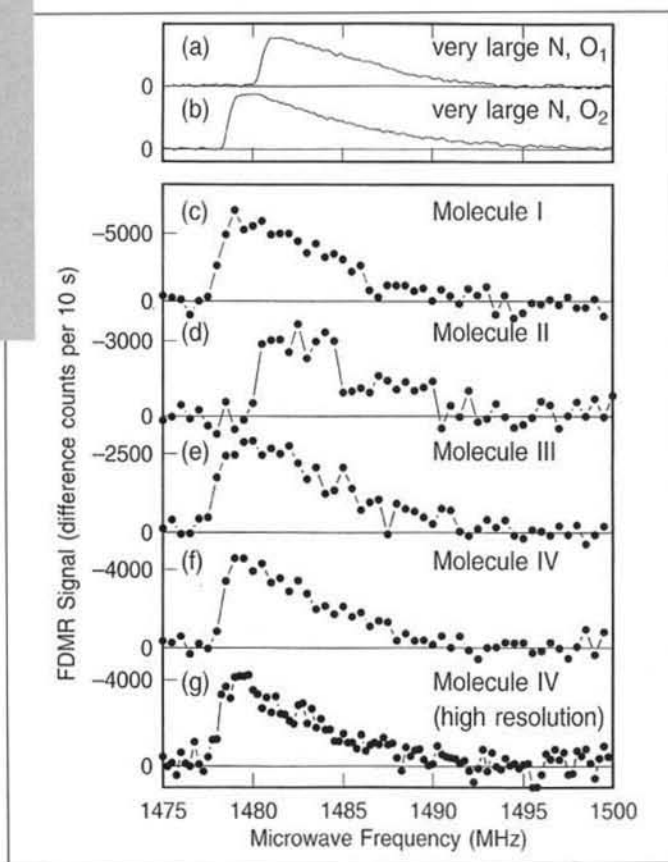 (a) very large N, O₁
0
(b) very large N, O₂
0
(c) Molecule I
−5000
0
(d) Molecule II
−3000
0
(e) Molecule III
−2500
0
(f) Molecule IV
−4000
0
(g) Molecule IV
−4000
(high resolution)
0
1475 1480 1485 1490 1495 1500
Microwave Frequency (MHz)
FDMR Signal (difference counts per 10 s)